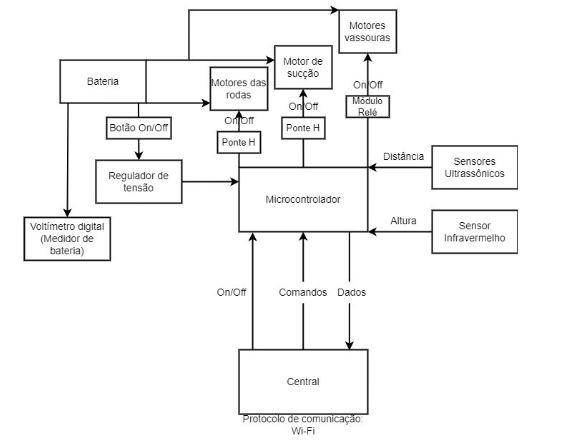 Motores
vassouras
Motor de
sucção
Bateria
Motores das
rodas
On/Off
On/Off
On/Off
Módulo
Relé
Botão On/Off
Ponte H
Ponte H
Regulador de
tensão
Distância
Sensores
Ultrassônicos
Microcontrolador
Voltímetro digital
(Medidor de
bateria)
Altura
Sensor
Infravermelho
On/Off
Comandos
Dados
Central
Protocolo de comunicação:
Wi-Fi